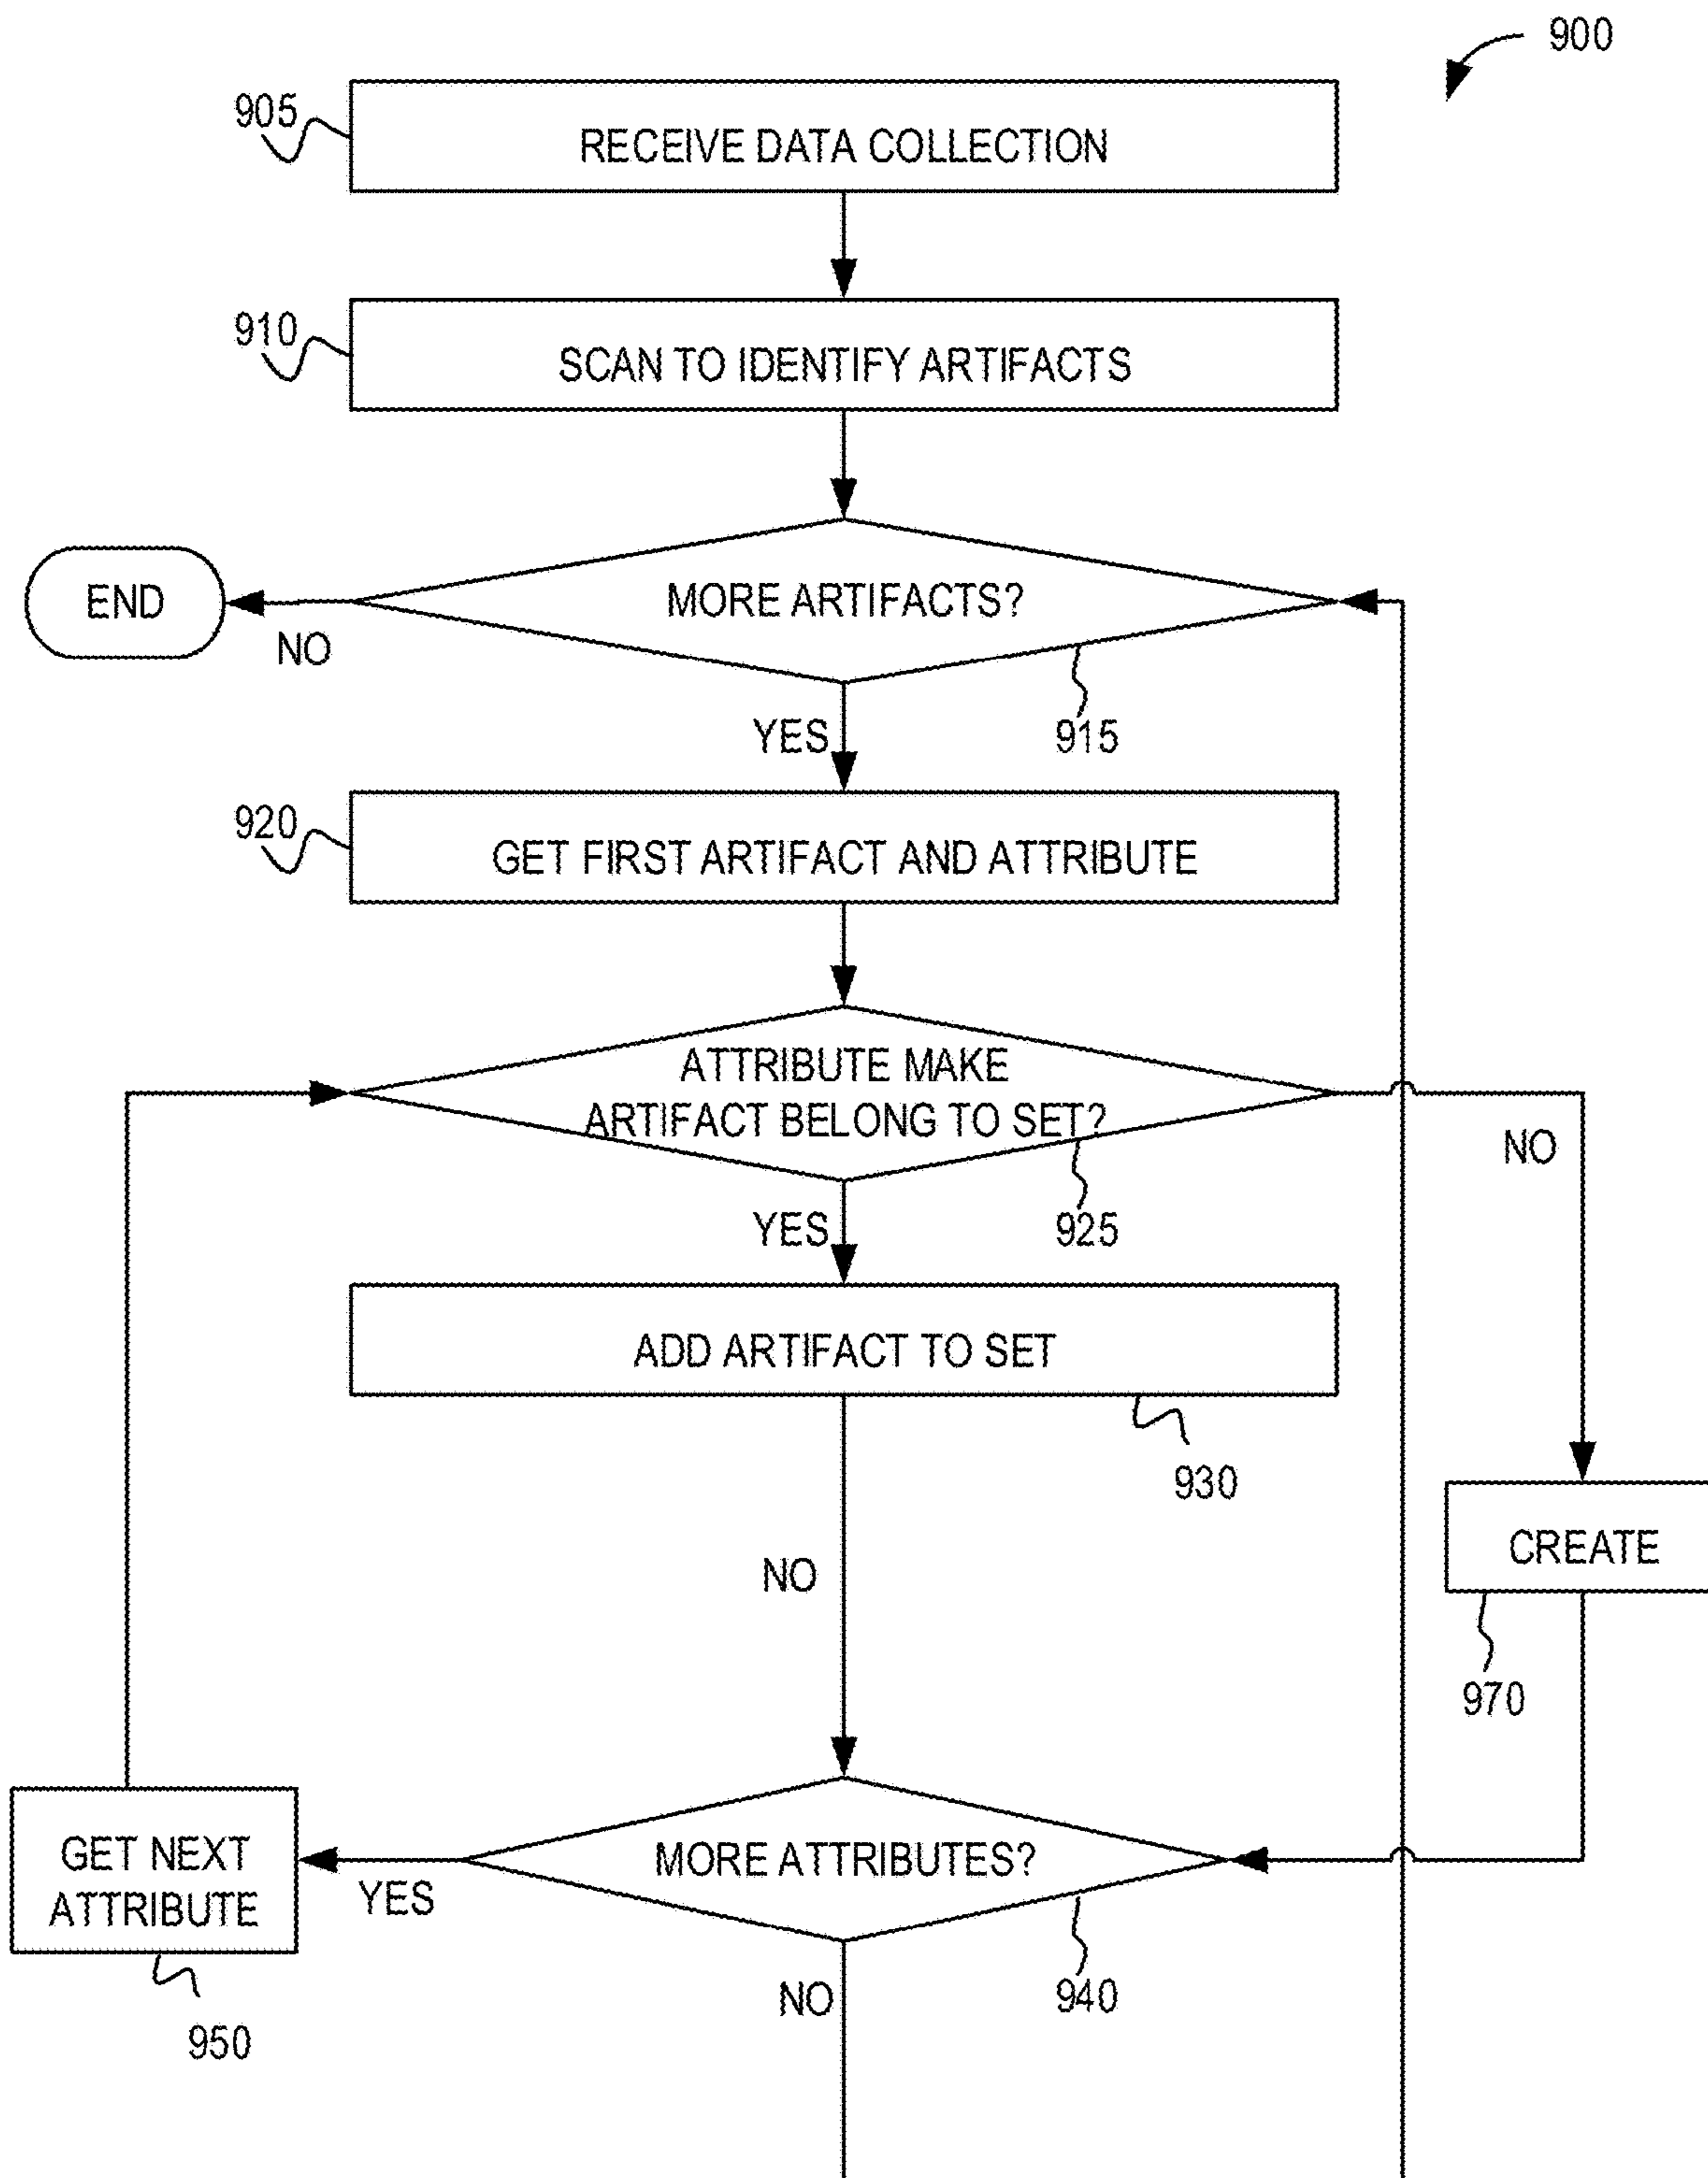 900
905
RECEIVE DATA COLLECTION
910
SCAN TO IDENTIFY ARTIFACTS
END
MORE ARTIFACTS?
NO
YES
915
920
GET FIRST ARTIFACT AND ATTRIBUTE
ATTRIBUTE MAKE
ARTIFACT BELONG TO SET?
NO
YES
925
ADD ARTIFACT TO SET
930
NO
CREATE
970
GET NEXT
ATTRIBUTE
YES
MORE ATTRIBUTES?
NO
940
950